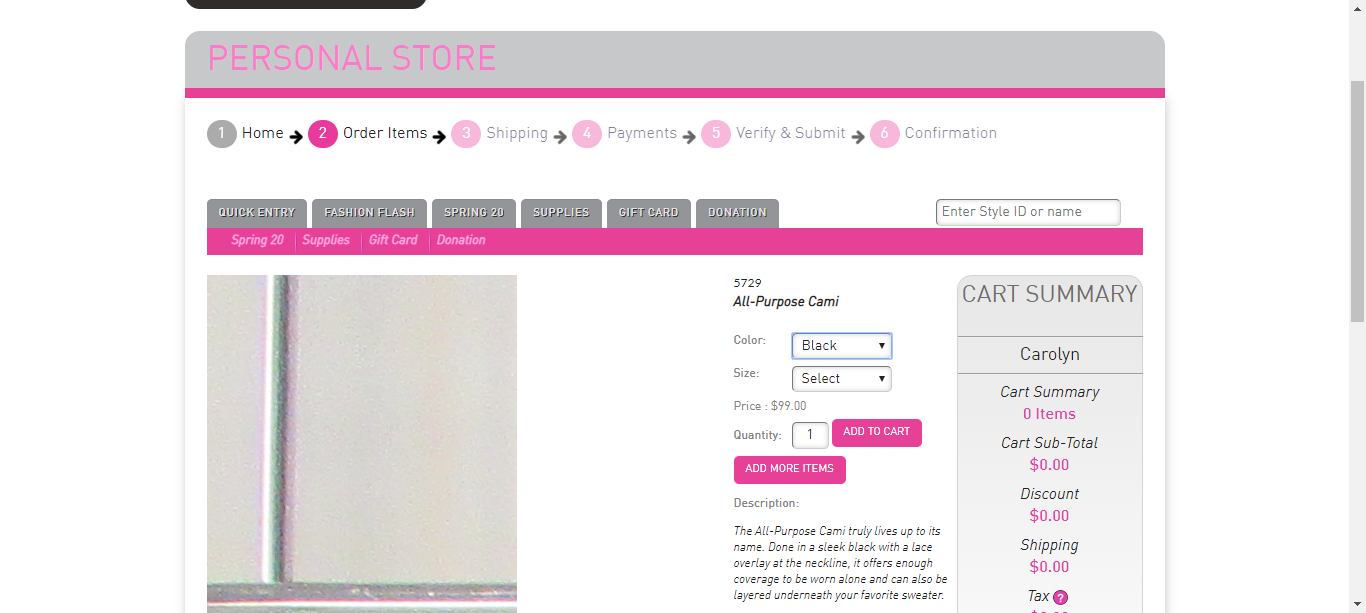 PERSONAL STORE
1 Home 2 Order Items 3 Shipping 4 Payments 5 Verify & Submit 6 Confirmation
QUICK ENTRY FASHION FLASH SPRING 20 SUPPLIES GIFT CARD DONATION Enter Style ID or name
Spring 20 Supplies Gift Card Donation
5729
All-Purpose Cami
Color: Black
Size: Select
Price : $99.00
Quantity: 1 ADD TO CART
ADD MORE ITEMS
Description:
The All-Purpose Cami truly lives up to its
name. Done in a sleek black with a lace
overlay at the neckline, it offers enough
coverage to be worn alone and can also be
layered underneath your favorite sweater.
CART SUMMARY
Carolyn
Cart Summary
0 Items
Cart Sub-Total
$0.00
Discount
$0.00
Shipping
$0.00
Tax ?